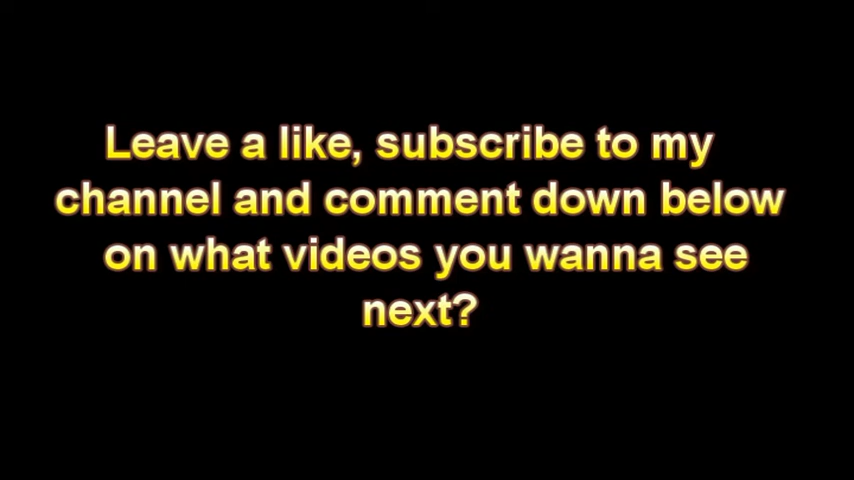 Leave a like, subscribe to my
channel and comment down below
on what videos you wanna see
next?